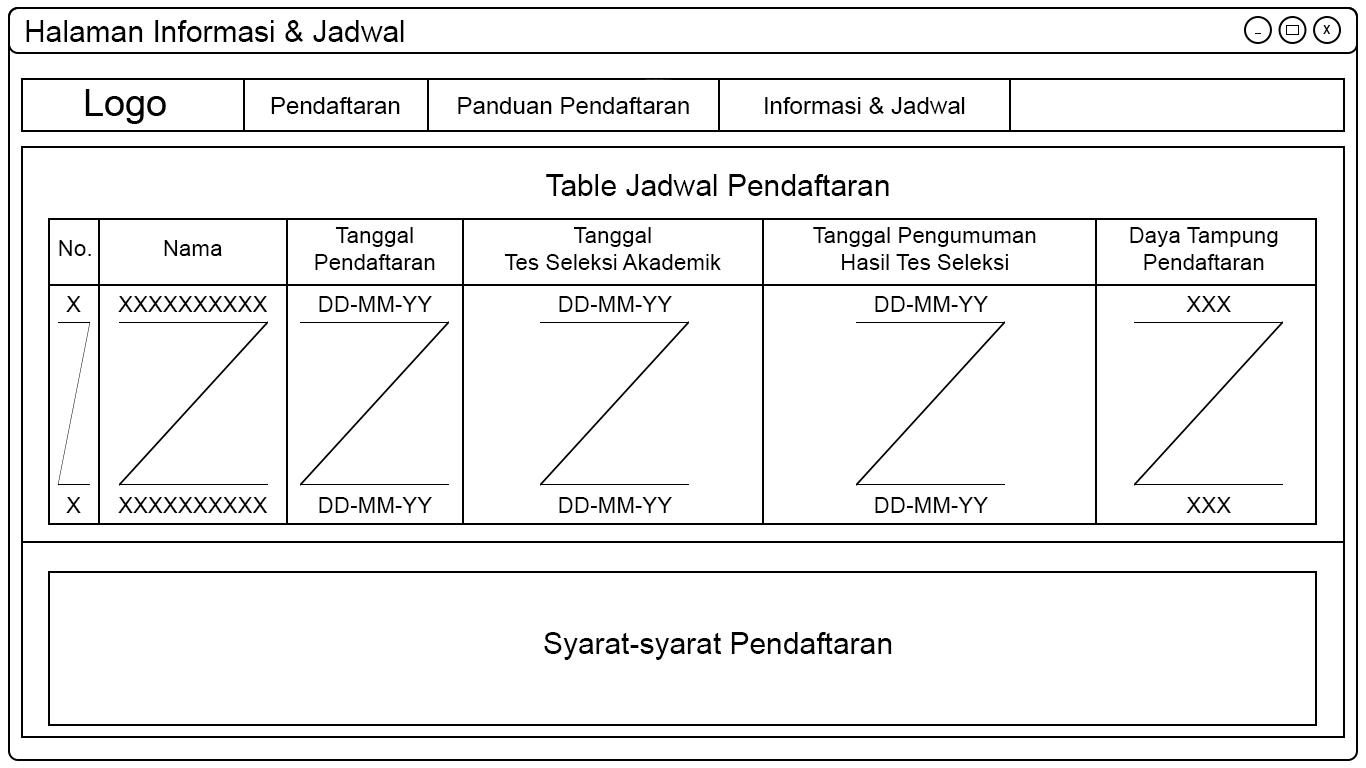 Halaman Informasi & Jadwal
_ X
Logo
Pendaftaran
Panduan Pendaftaran
Informasi & Jadwal
Table Jadwal Pendaftaran
No.
Nama
Tanggal
Pendaftaran
Tanggal
Tes Seleksi Akademik
Tanggal Pengumuman
Hasil Tes Seleksi
Daya Tampung
Pendaftaran
X XXXXXXXXXX DD-MM-YY DD-MM-YY DD-MM-YY XXX
X XXXXXXXXXX DD-MM-YY DD-MM-YY DD-MM-YY XXX
Syarat-syarat Pendaftaran